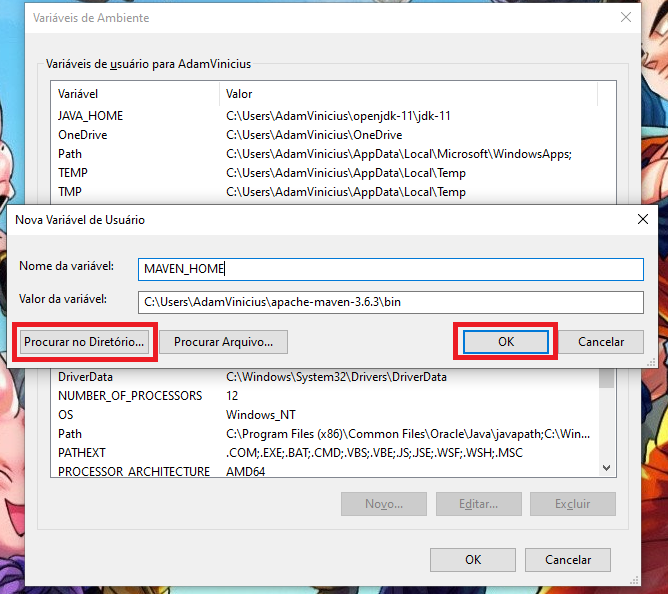 Variáveis de Ambiente
Variáveis de usuário para AdamVinicius
Variável Valor
JAVA_HOME C:\Users\AdamVinicius\openjdk-11\jdk-11
OneDrive C:\Users\AdamVinicius\OneDrive
Path C:\Users\AdamVinicius\AppData\Local\Microsoft\WindowsApps;
TEMP C:\Users\AdamVinicius\AppData\Local\Temp
TMP C:\Users\AdamVinicius\AppData\Local\Temp
Nova Variável de Usuário
Nome da variável: MAVEN_HOME
Valor da variável: C:\Users\AdamVinicius\apache-maven-3.6.3\bin
Procurar no Diretório... Procurar Arquivo... OK Cancelar
DriverData C:\Windows\System32\Drivers\DriverData
NUMBER_OF_PROCESSORS 12
OS Windows_NT
Path C:\Program Files (x86)\Common Files\Oracle\Java\javapath;C:\Win...
PATHEXT .COM;.EXE;.BAT;.CMD;.VBS;.VBE;.JS;.JSE;.WSF;.WSH;.MSC
PROCESSOR_ARCHITECTURE AMD64
Novo... Editar... Excluir
OK Cancelar